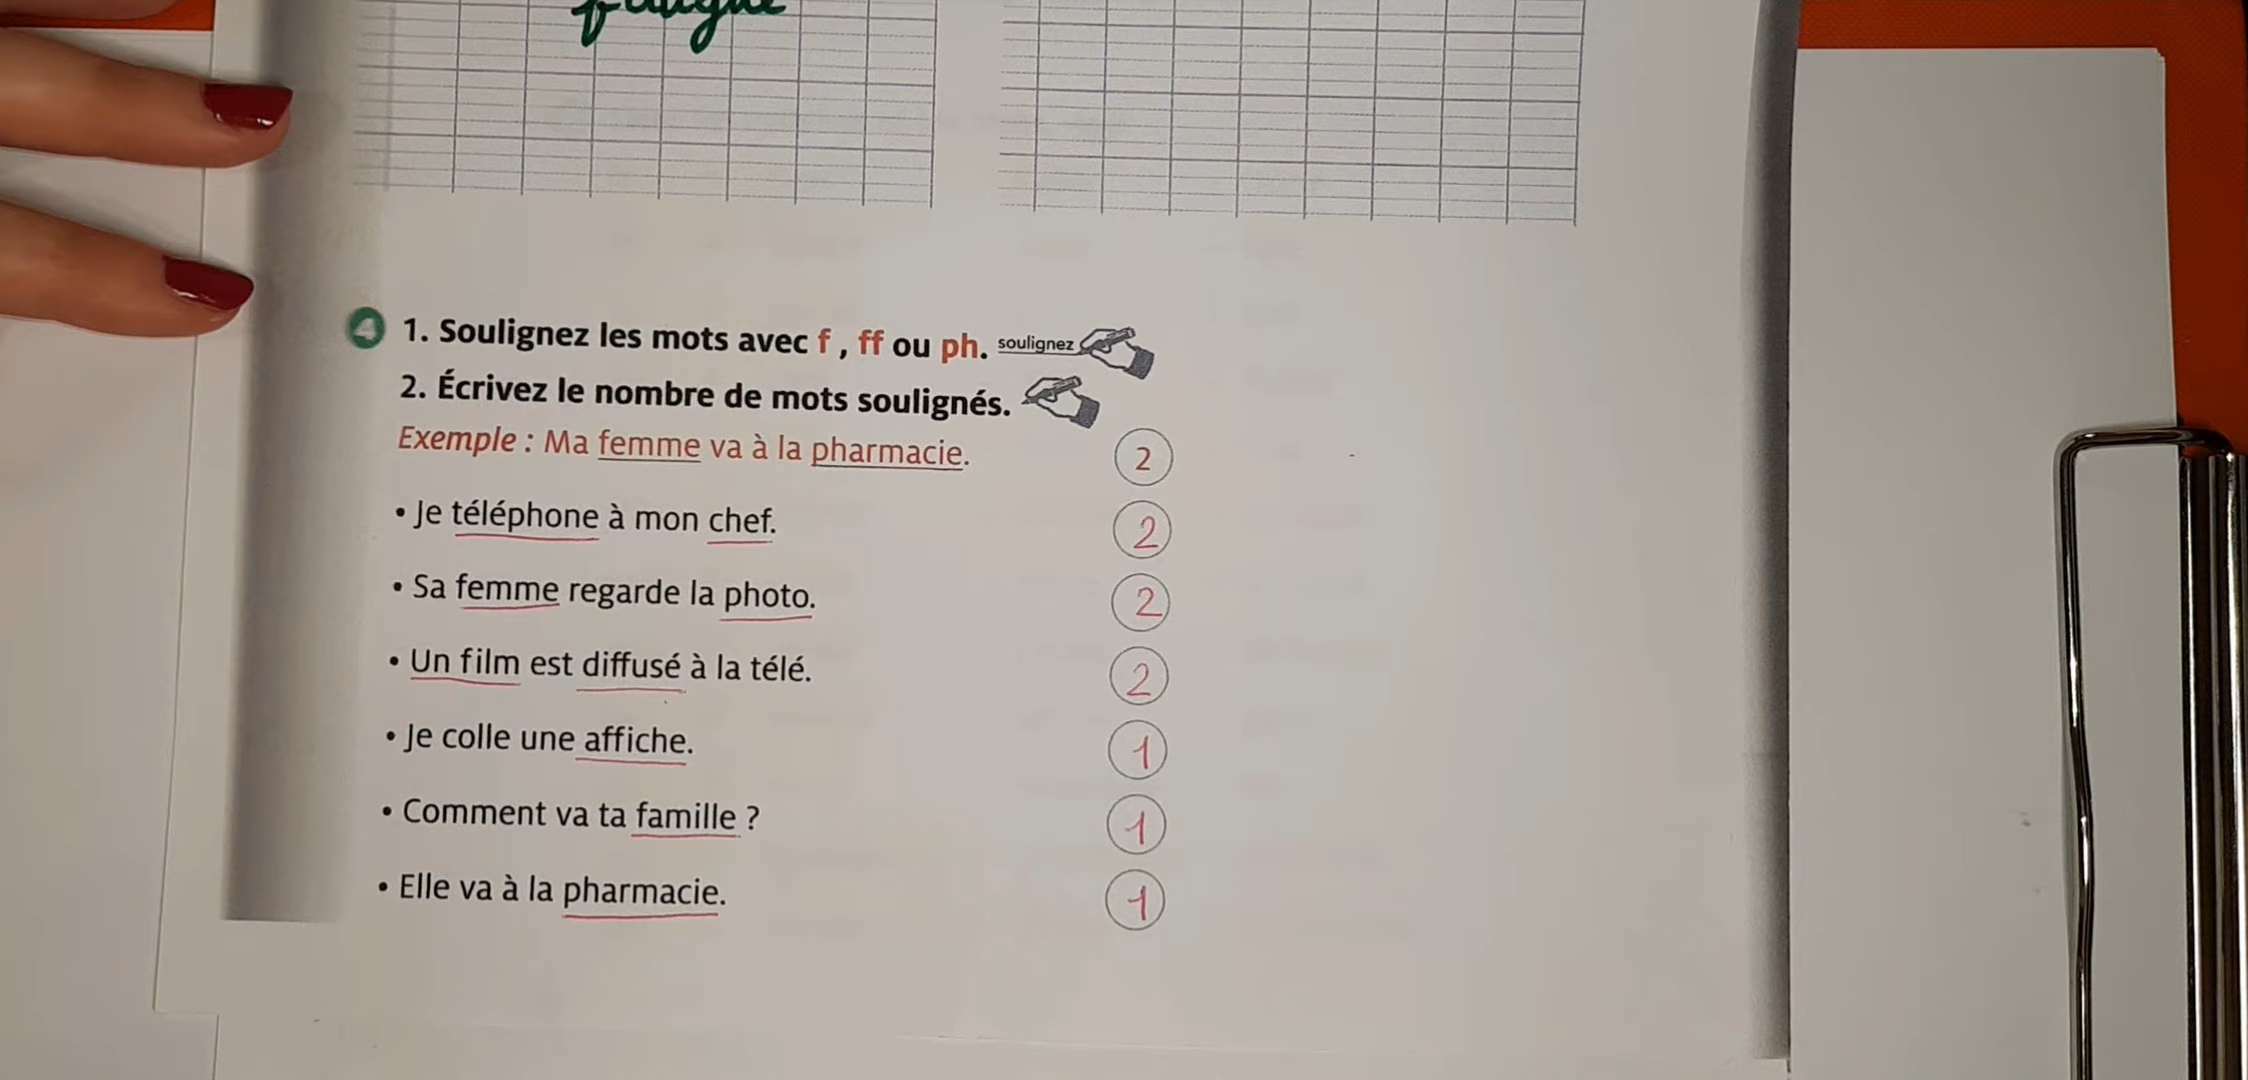 4 1. Soulignez les mots avec f , ff ou ph. soulignez
2. Écrivez le nombre de mots soulignés.
Exemple : Ma femme va à la pharmacie. 2
• Je téléphone à mon chef. 2
• Sa femme regarde la photo. 2
• Un film est diffusé à la télé. 2
• Je colle une affiche. 1
• Comment va ta famille ? 1
• Elle va à la pharmacie. 1